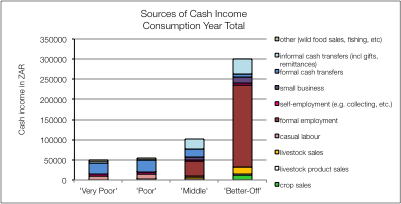 Sources of Cash Income
Consumption Year Total
Cash income in ZAR
350000
300000
250000
200000
150000
100000
50000
0
'Very Poor'
'Poor'
'Middle'
'Better-Off'
other (wild food sales, fishing, etc)
informal cash transfers (incl gifts,
remittances)
formal cash transfers
small business
self-employment (e.g. collecting, etc.)
formal employment
casual labour
livestock sales
livestock product sales
crop sales